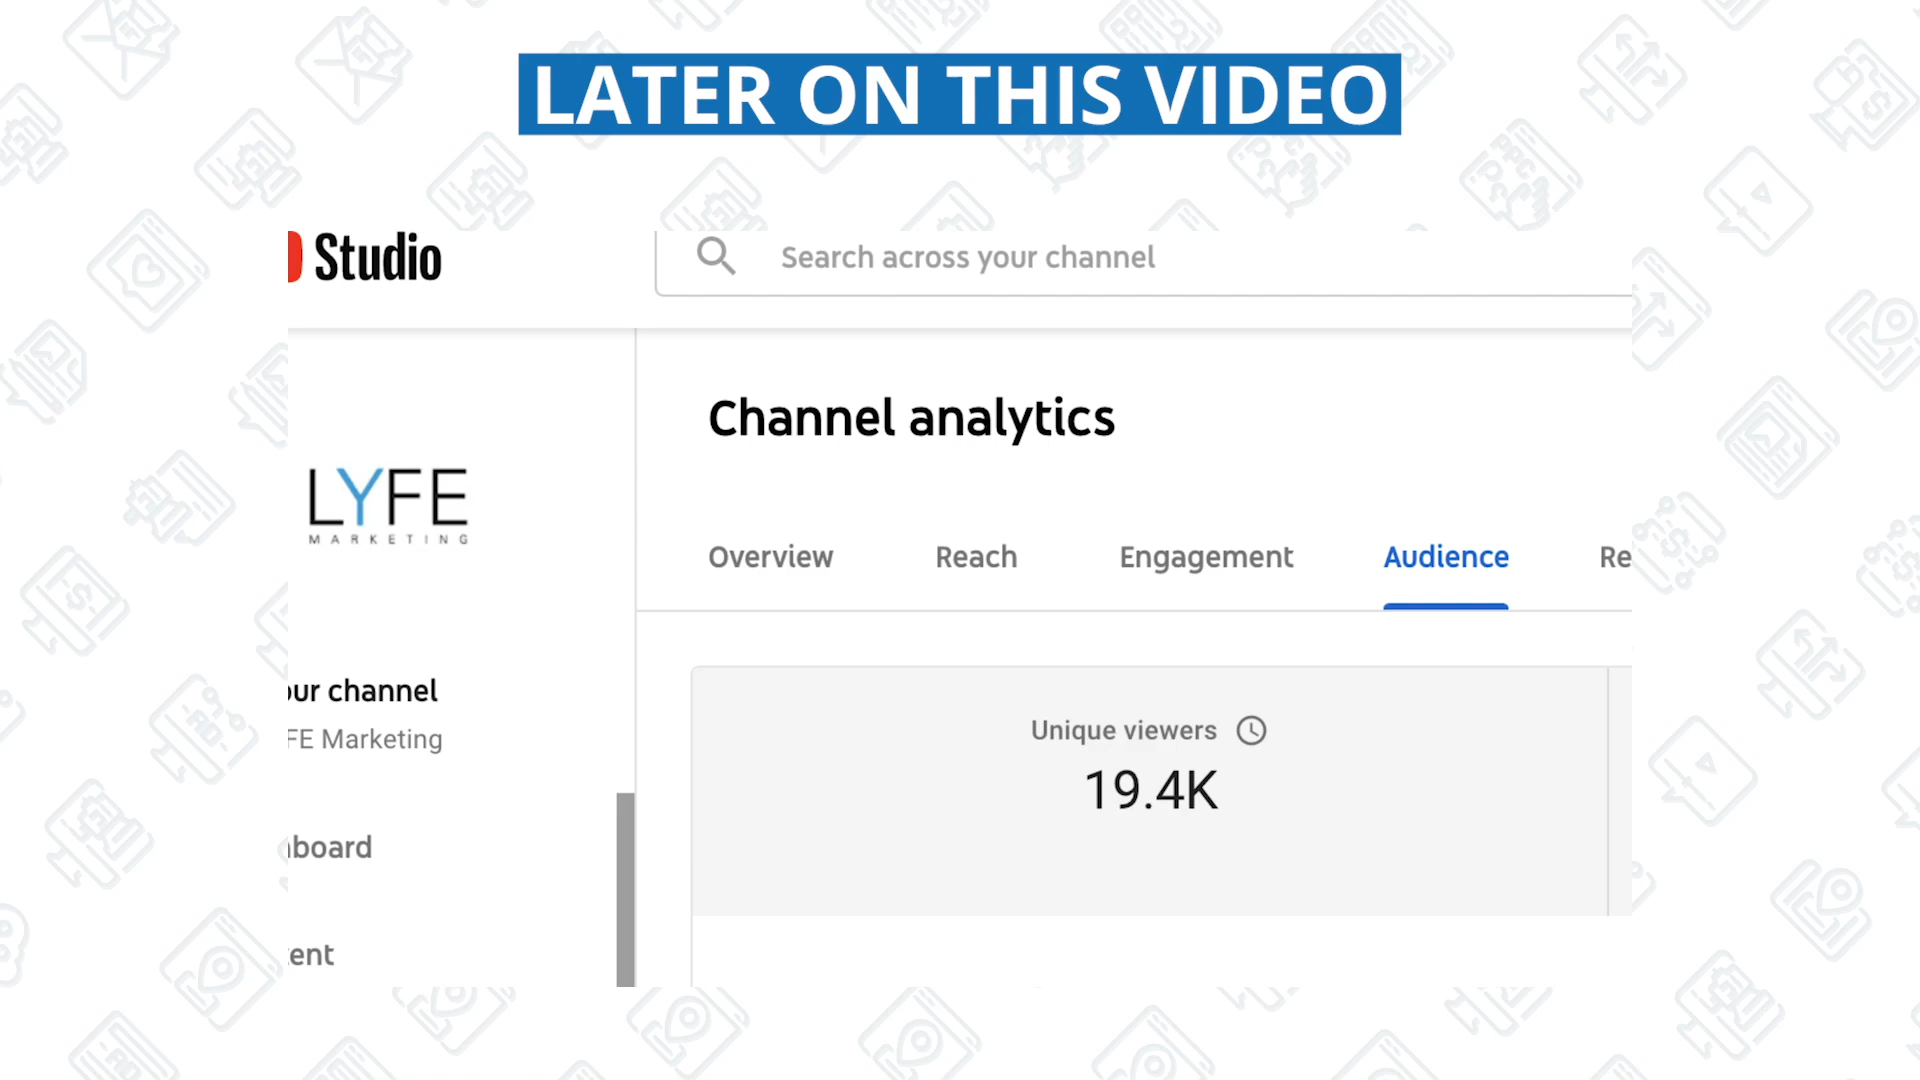 LATER ON THIS VIDEO
Studio
Search across your channel
Channel analytics
LYFE
MARKETING
Overview
Reach
Engagement
Audience
Re
our channel
FE Marketing
Unique viewers
19.4K
board
ent